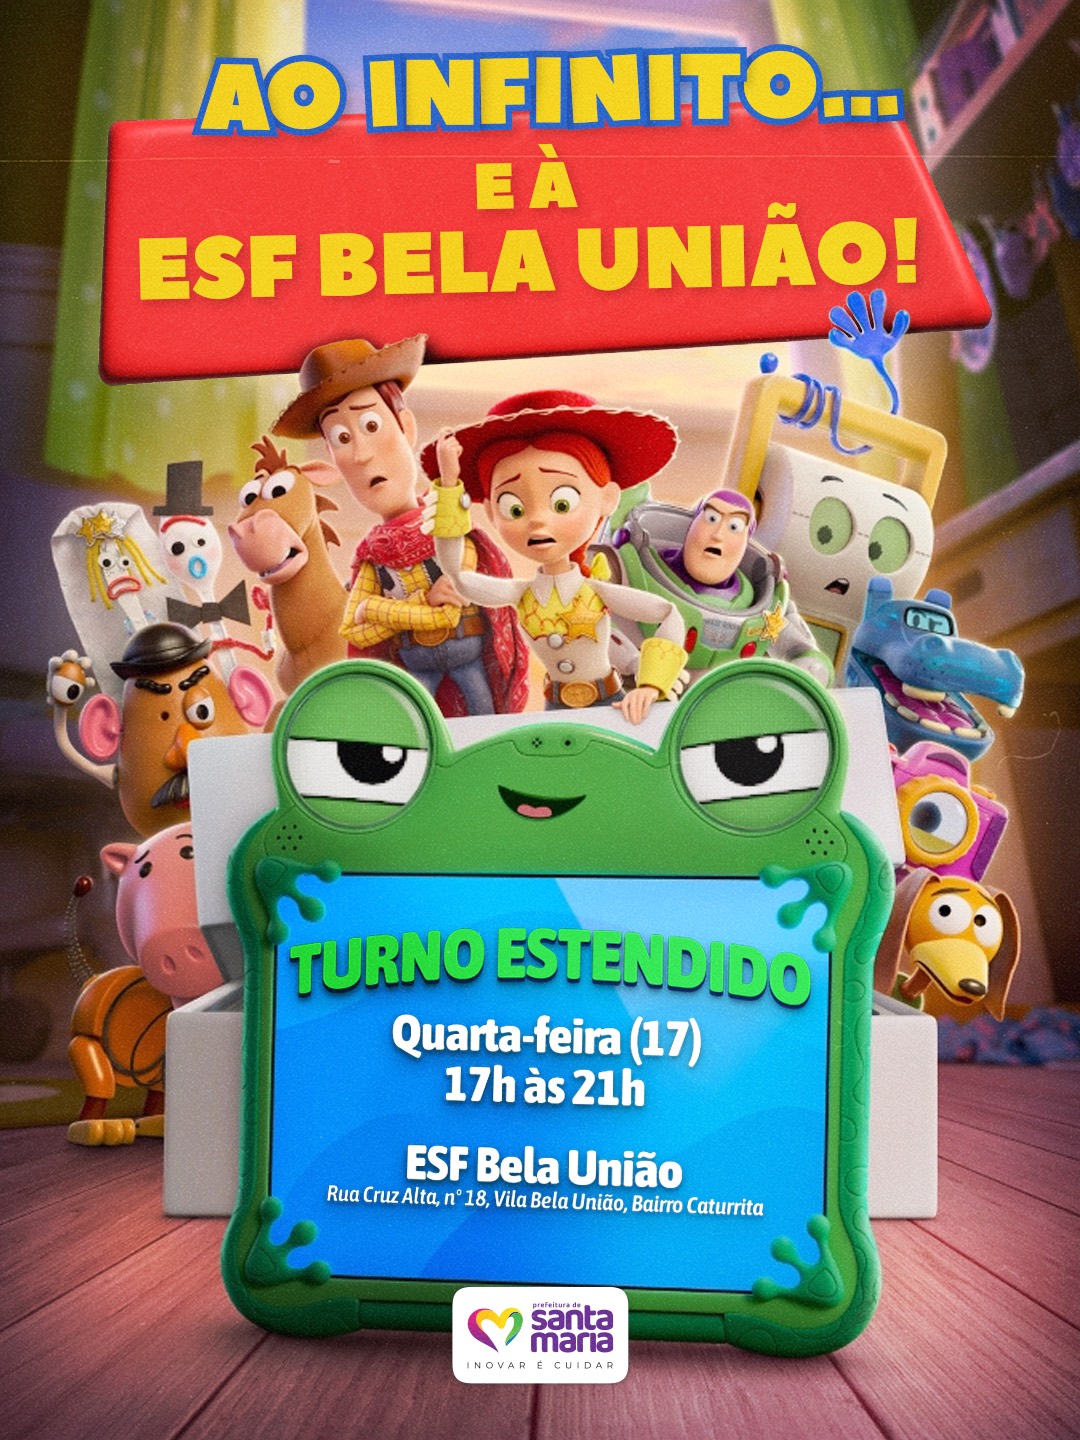 AO INFINITO...
E À
ESF BELA UNIÃO!
TURNO ESTENDIDO
Quarta-feira (17)
17h às 21h
ESF Bela União
Rua Cruz Alta, nº 18, Vila Bela União, Bairro Caturrita
prefeitura de
santa
maria
INOVAR É CUIDAR